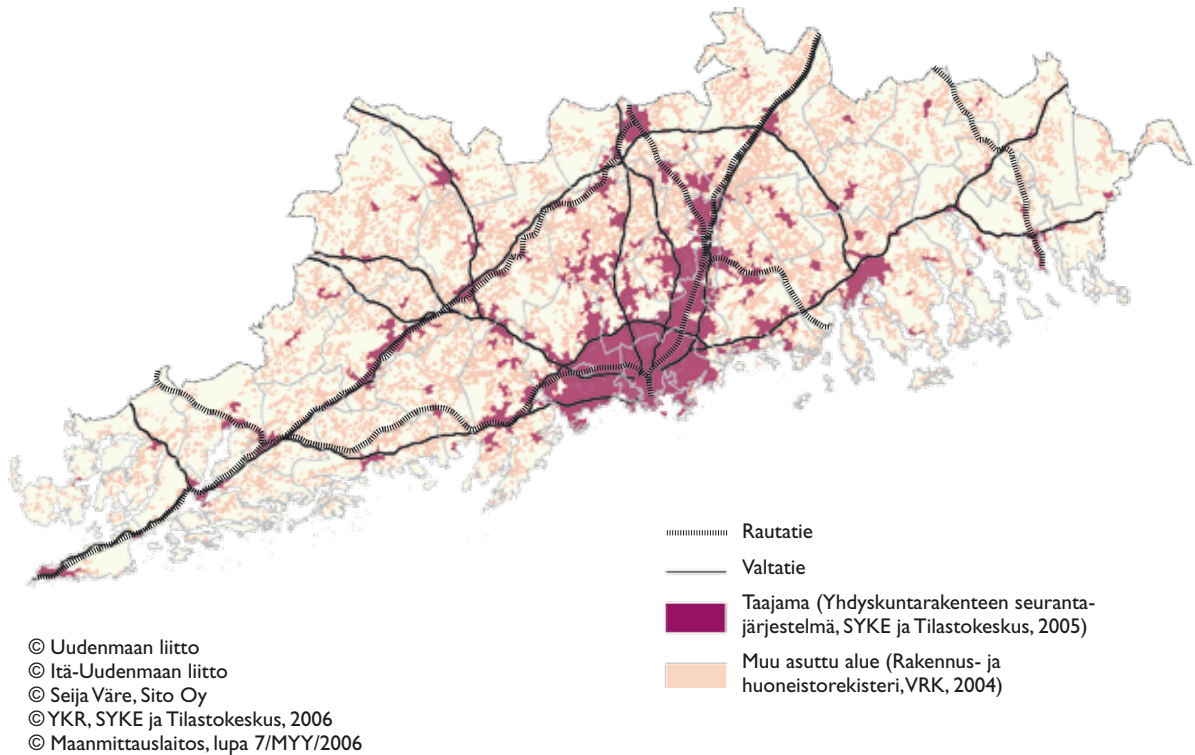 Rautatie
Valtatie
Taajama (Yhdyskuntarakenteen seuranta-
järjestelmä, SYKE ja Tilastokeskus, 2005)
Muu asuttu alue (Rakennus- ja
huoneistorekisteri, VRK, 2004)
© Uudenmaan liitto
© Itä-Uudenmaan liitto
© Seija Väre, Sito Oy
© YKR, SYKE ja Tilastokeskus, 2006
© Maanmittauslaitos, lupa 7/MYY/2006